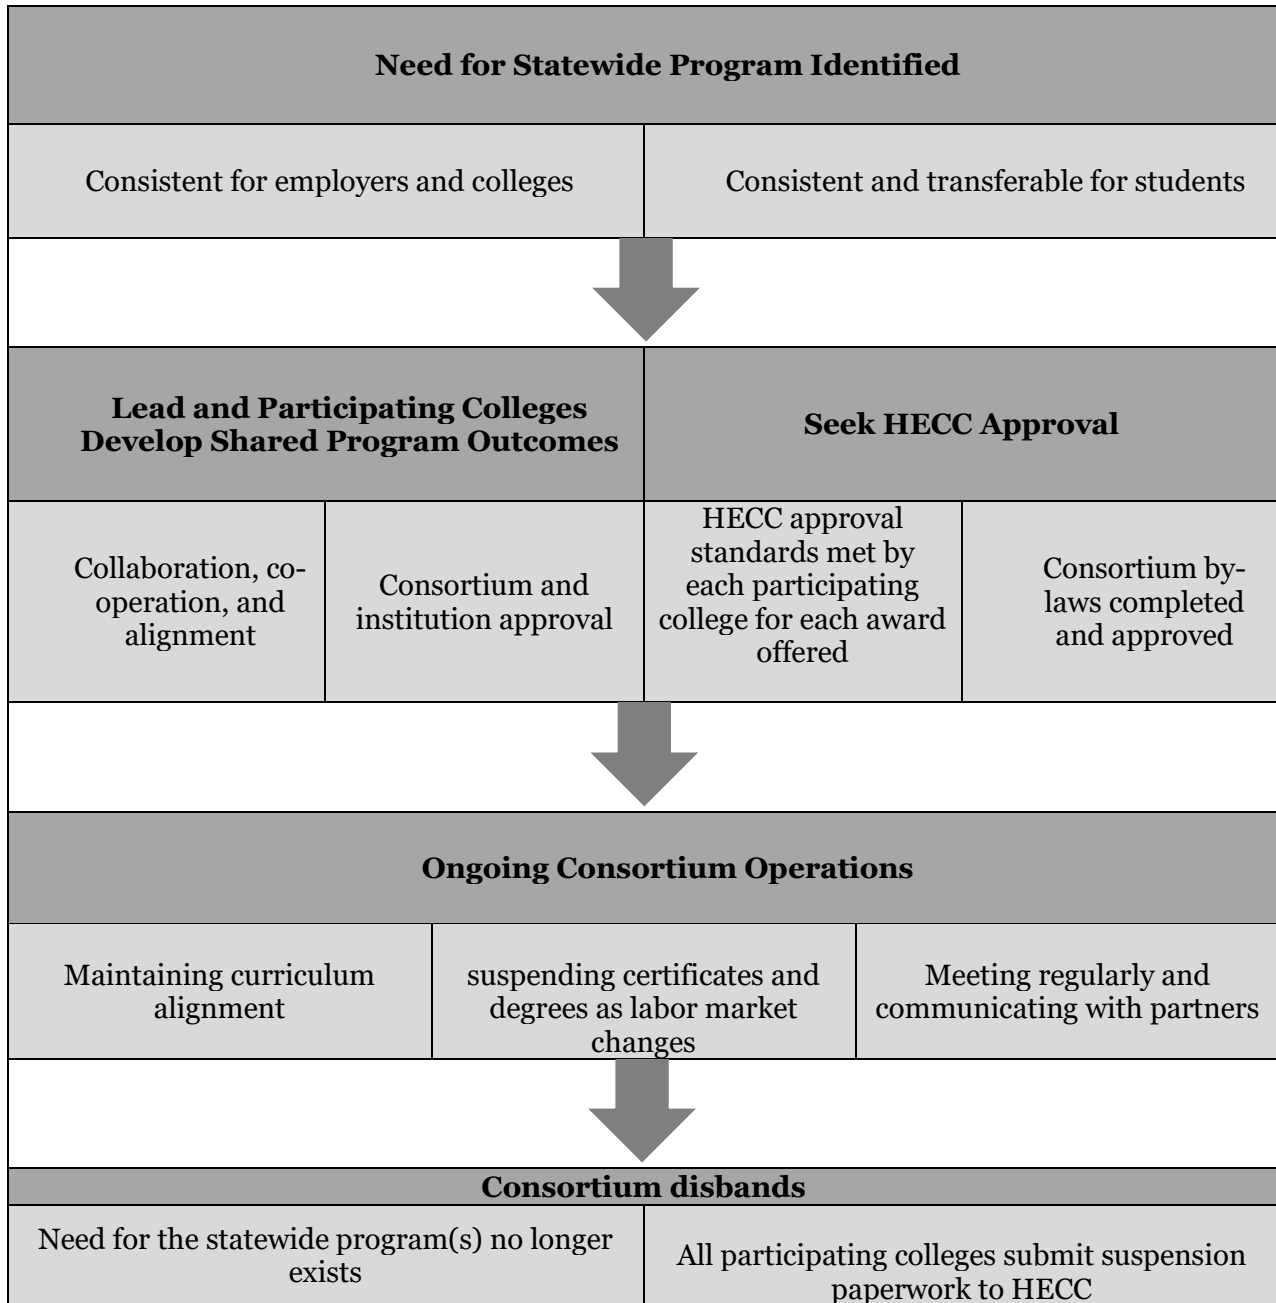 Need for Statewide Program Identified
Consistent for employers and colleges
Consistent and transferable for students
Lead and Participating Colleges
Develop Shared Program Outcomes
Seek HECC Approval
Collaboration, co-
operation, and
alignment
Consortium and
institution approval
HECC approval
standards met by
each participating
college for each award
offered
Consortium by-
laws completed
and approved
Ongoing Consortium Operations
Maintaining curriculum
alignment
suspending certificates and
degrees as labor market
changes
Meeting regularly and
communicating with partners
Consortium disbands
Need for the statewide program(s) no longer
exists
All participating colleges submit suspension
paperwork to HECC